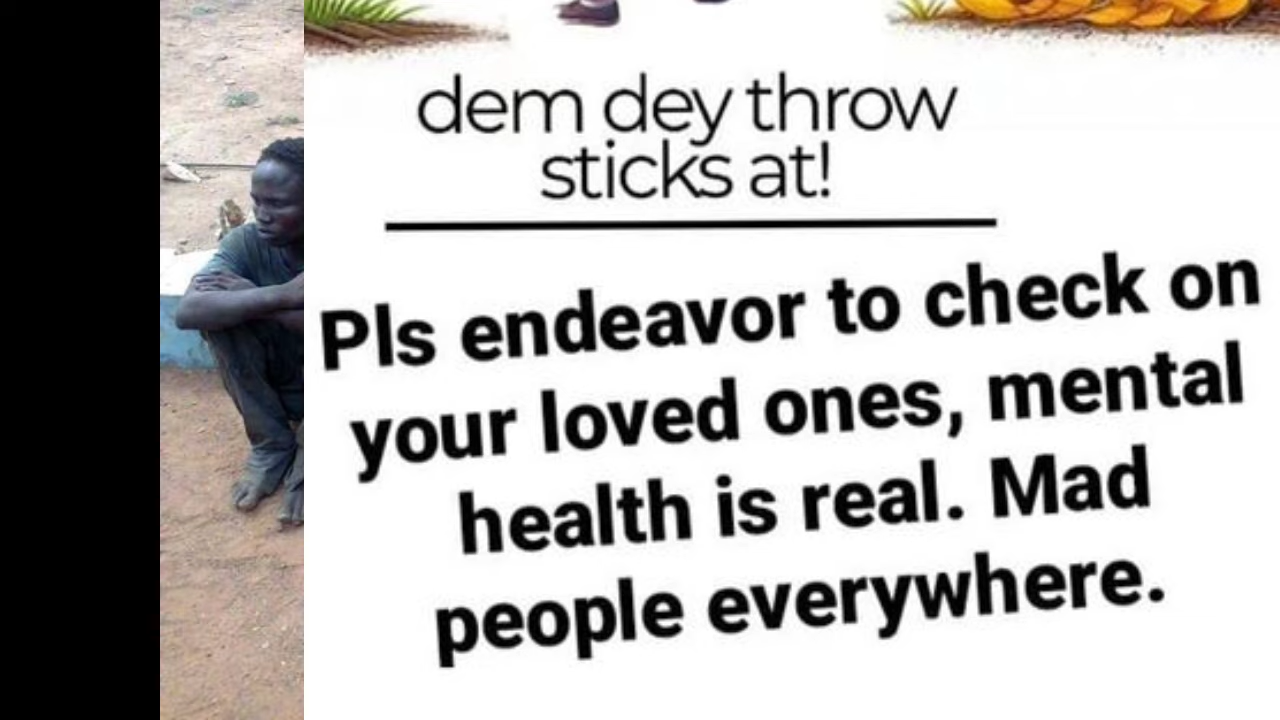 dem dey throw
sticks at!
Pls endeavor to check on
your loved ones, mental
health is real. Mad
people everywhere.